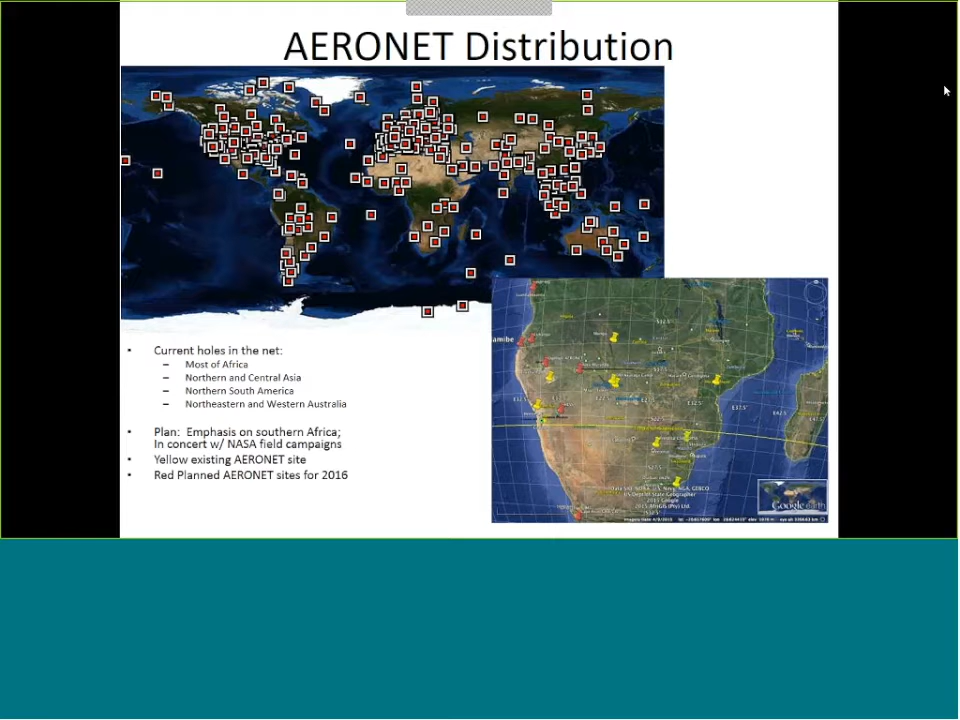 AERONET Distribution
• Current holes in the net:
– Most of Africa
– Northern and Central Asia
– Northern South America
– Northeastern and Western Australia
• Plan: Emphasis on southern Africa;
In concert w/ NASA field campaigns
• Yellow existing AERONET site
• Red Planned AERONET sites for 2016
Google earth